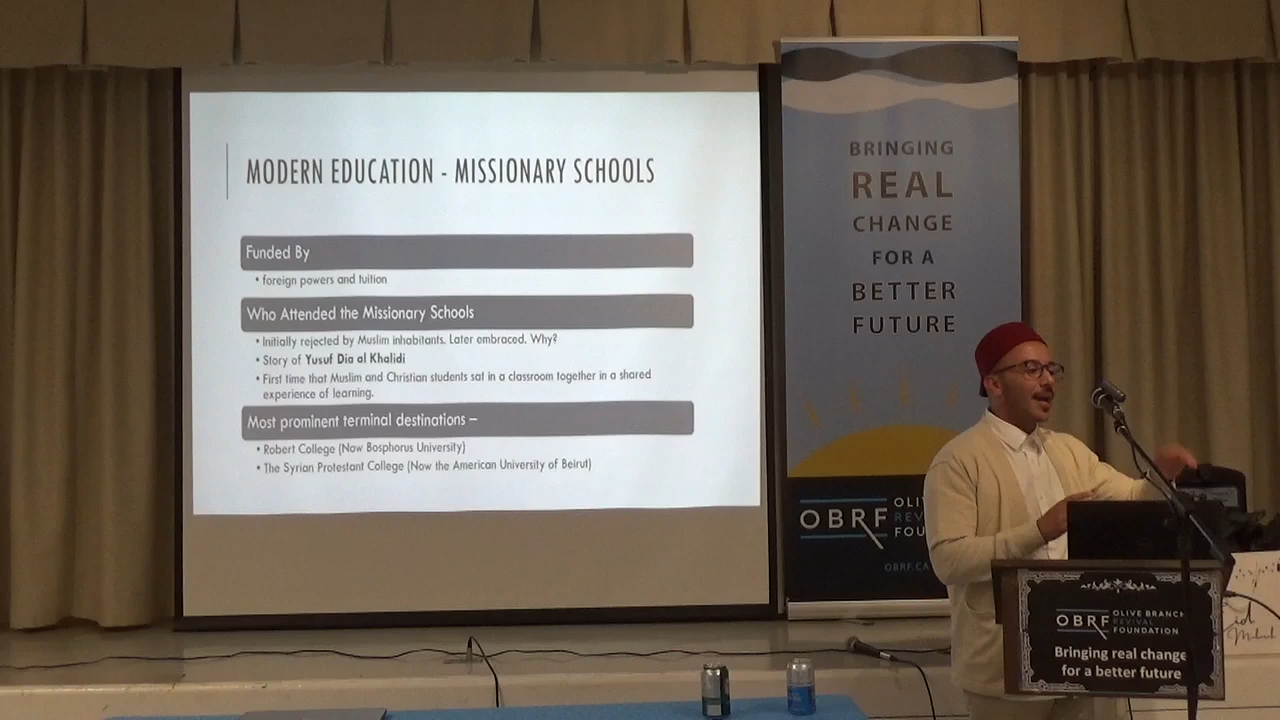 MODERN EDUCATION - MISSIONARY SCHOOLS
Funded By
• foreign powers and tuition
Who Attended the Missionary Schools
• Initially rejected by Muslim inhabitants. Later embraced. Why?
• Story of Yusuf Dia al Khalidi
• First time that Muslim and Christian students sat in a classroom together in a shared
experience of learning.
Most prominent terminal destinations –
• Robert College (Now Bosphorus University)
• The Syrian Protestant College (Now the American University of Beirut)
BRINGING
REAL
CHANGE
FOR A
BETTER
FUTURE
OBRF
OBRF.CA
OBRF
OLIVE BRANCH
REVIVAL
FOUNDATION
Bringing real change
for a better future